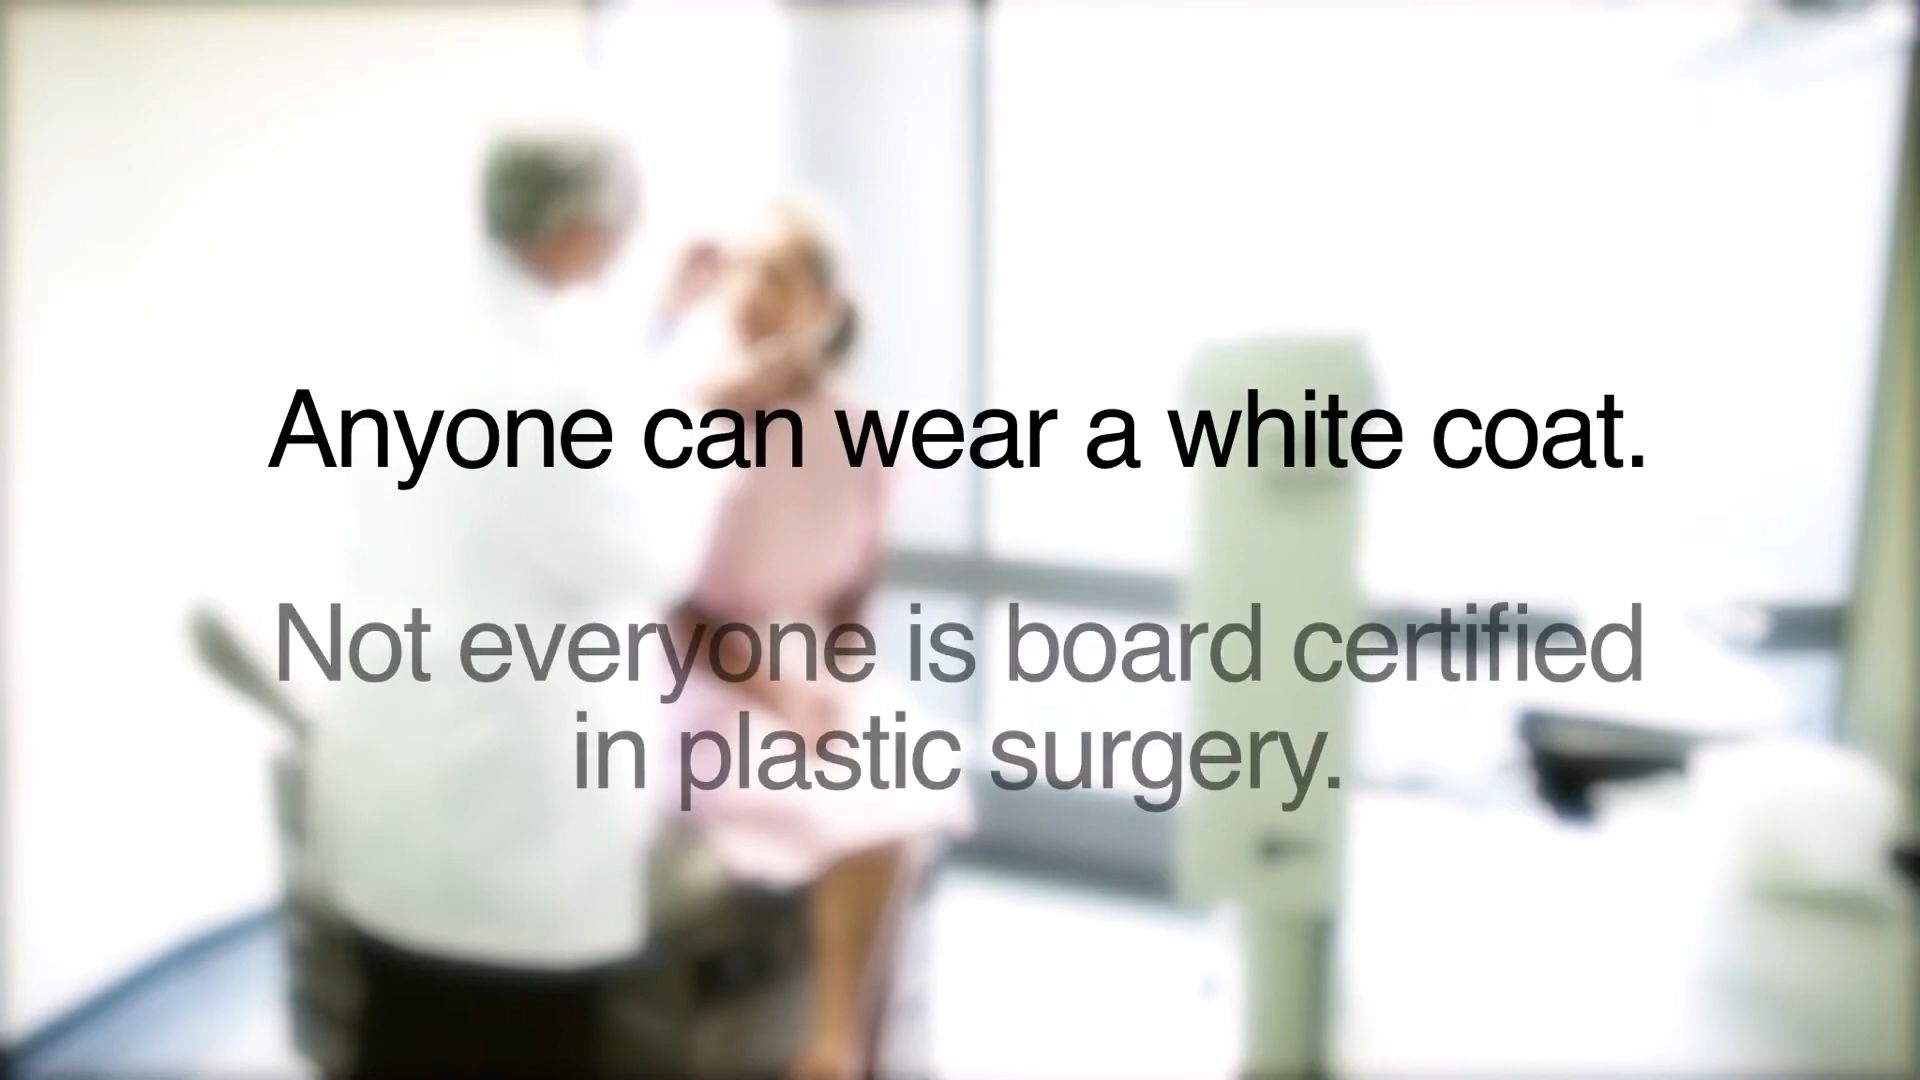 Anyone can wear a white coat.
Not everyone is board certified
in plastic surgery.